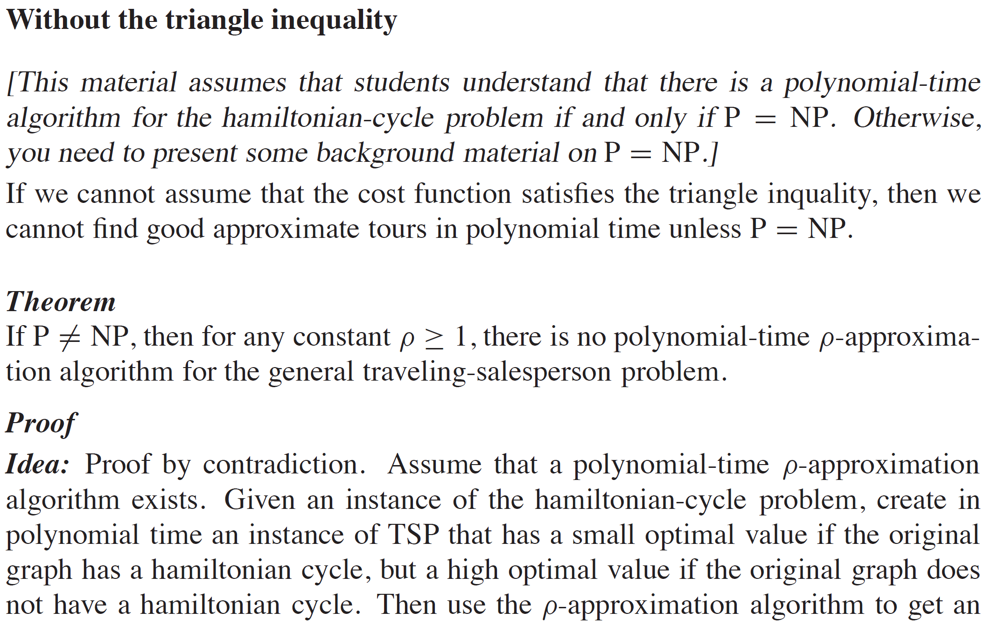 Without the triangle inequality
[This material assumes that students understand that there is a polynomial-time
algorithm for the hamiltonian-cycle problem if and only if P = NP. Otherwise,
you need to present some background material on P = NP.]
If we cannot assume that the cost function satisfies the triangle inquality, then we
cannot find good approximate tours in polynomial time unless P = NP.
Theorem
If P ≠ NP, then for any constant ρ ≥ 1, there is no polynomial-time ρ-approxima-
tion algorithm for the general traveling-salesperson problem.
Proof
Idea: Proof by contradiction. Assume that a polynomial-time ρ-approximation
algorithm exists. Given an instance of the hamiltonian-cycle problem, create in
polynomial time an instance of TSP that has a small optimal value if the original
graph has a hamiltonian cycle, but a high optimal value if the original graph does
not have a hamiltonian cycle. Then use the ρ-approximation algorithm to get an